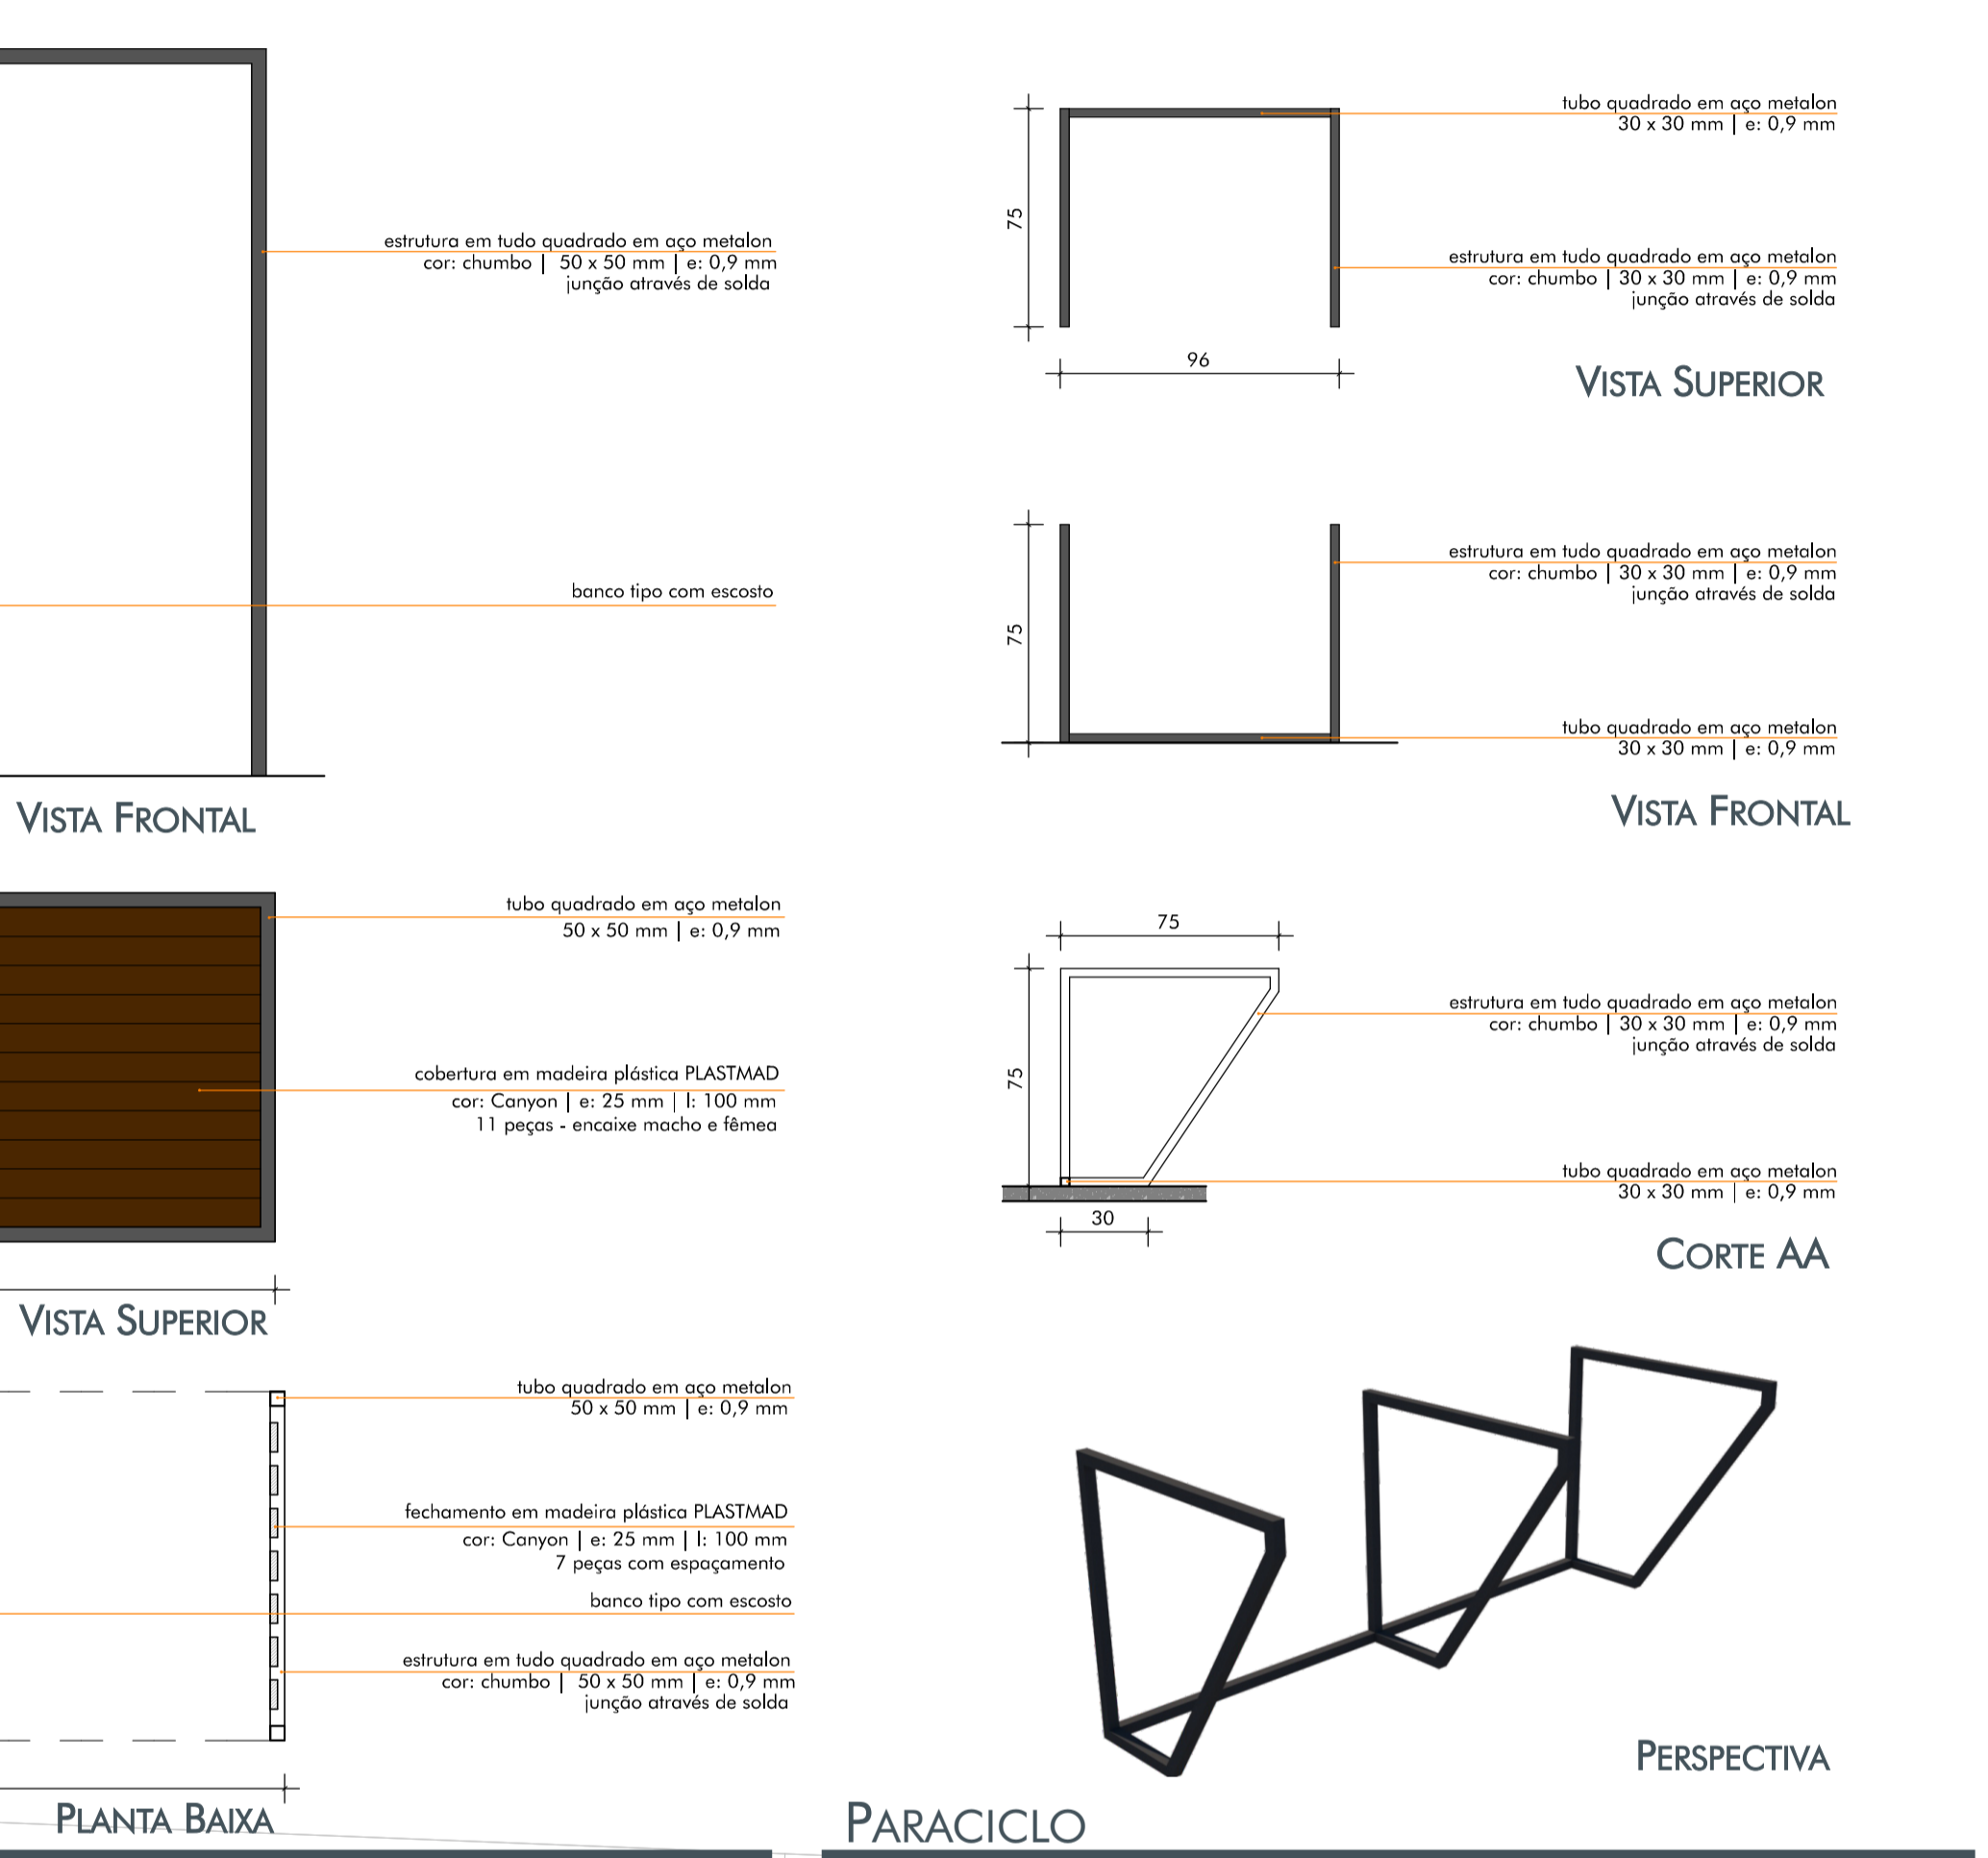 estrutura em tudo quadrado em aço metalon
cor: chumbo | 50 x 50 mm | e: 0,9 mm
junção através de solda
banco tipo com escosto
VISTA FRONTAL
tubo quadrado em aço metalon
50 x 50 mm | e: 0,9 mm
cobertura em madeira plástica PLASTMAD
cor: Canyon | e: 25 mm | l: 100 mm
11 peças - encaixe macho e fêmea
VISTA SUPERIOR
tubo quadrado em aço metalon
50 x 50 mm | e: 0,9 mm
fechamento em madeira plástica PLASTMAD
cor: Canyon | e: 25 mm | l: 100 mm
7 peças com espaçamento
banco tipo com escosto
estrutura em tudo quadrado em aço metalon
cor: chumbo | 50 x 50 mm | e: 0,9 mm
junção através de solda
PLANTA BAIXA
tubo quadrado em aço metalon
30 x 30 mm | e: 0,9 mm
75
estrutura em tudo quadrado em aço metalon
cor: chumbo | 30 x 30 mm | e: 0,9 mm
junção através de solda
96
VISTA SUPERIOR
estrutura em tudo quadrado em aço metalon
cor: chumbo | 30 x 30 mm | e: 0,9 mm
junção através de solda
75
tubo quadrado em aço metalon
30 x 30 mm | e: 0,9 mm
VISTA FRONTAL
75
estrutura em tudo quadrado em aço metalon
cor: chumbo | 30 x 30 mm | e: 0,9 mm
junção através de solda
75
tubo quadrado em aço metalon
30 x 30 mm | e: 0,9 mm
30
CORTE AA
PERSPECTIVA
PARACICLO